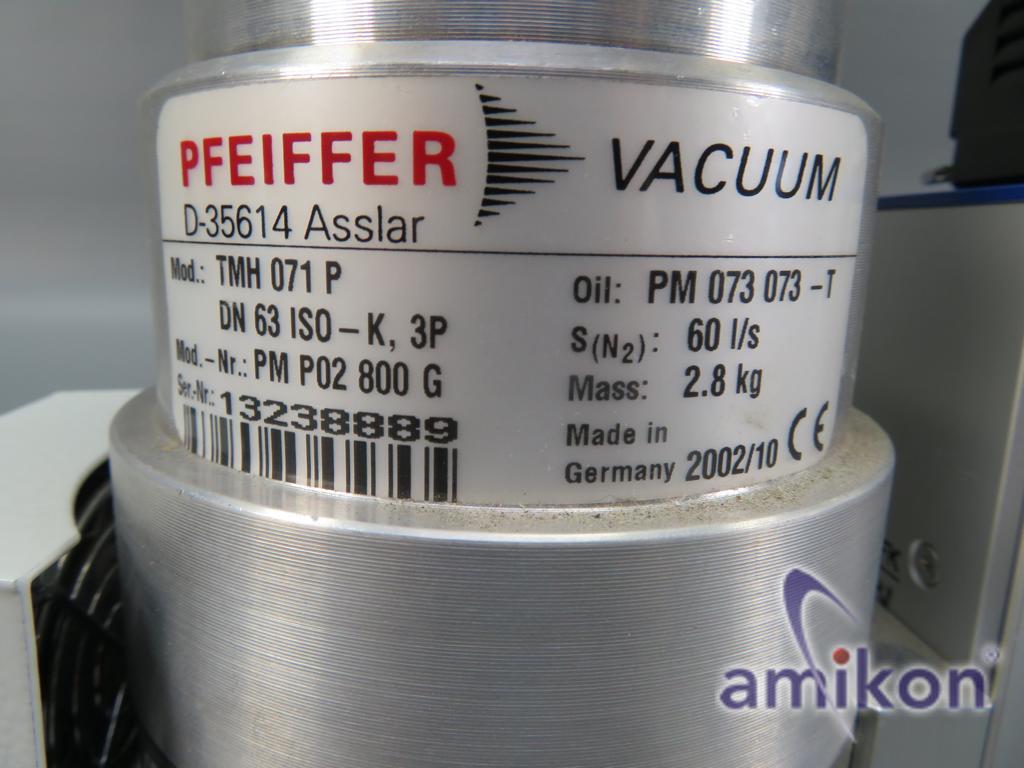 PFEIFFER VACUUM
D-35614 Asslar
Mod.: TMH 071 P
DN 63 ISO – K, 3P
Mod.–Nr.: PM P02 800 G
Ser.-Nr.: 13238889
Oil: PM 073 073 –T
S(N₂): 60 l/s
Mass: 2.8 kg
Made in
Germany 2002/10 CE
amikon®